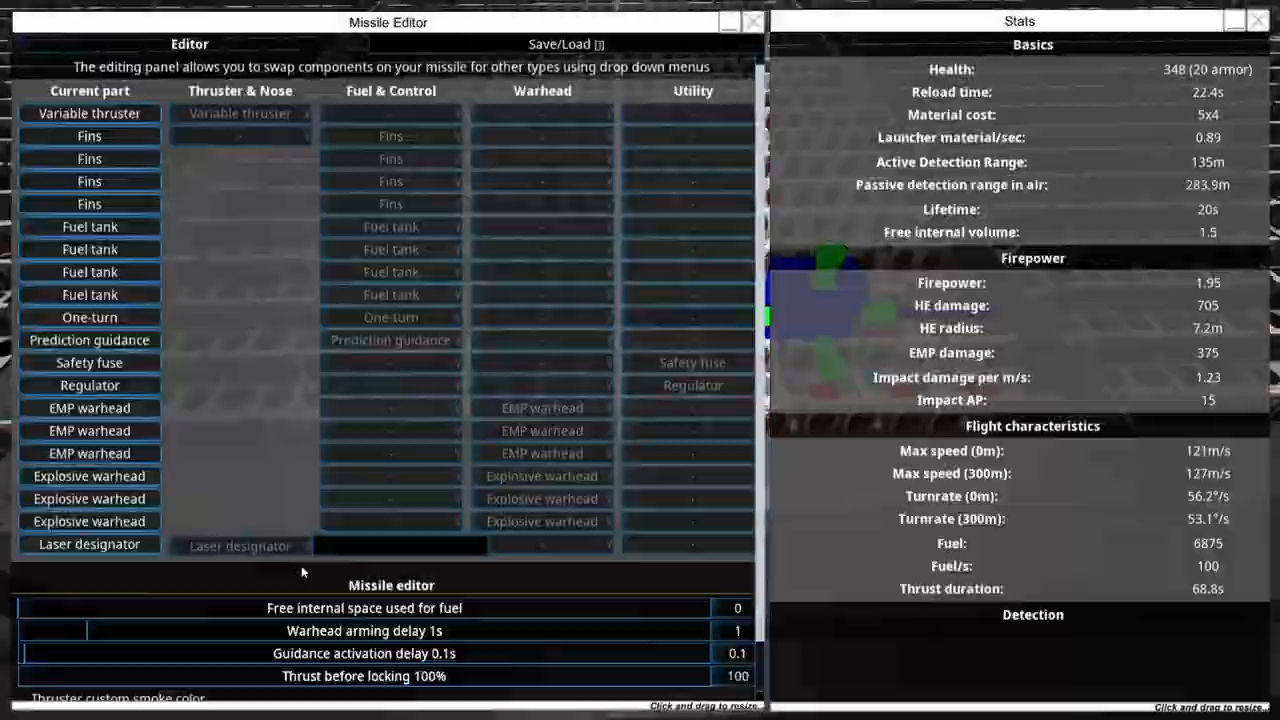 Missile Editor
Editor Save/Load []]
The editing panel allows you to swap components on your missile for other types using drop down menus
Current part Thruster & Nose Fuel & Control Warhead Utility
Variable thruster Variable thruster - - -
Fins - Fins - -
Fins Fins - -
Fins Fins - -
Fins Fins - -
Fuel tank Fuel tank - -
Fuel tank Fuel tank - -
Fuel tank Fuel tank - -
Fuel tank Fuel tank - -
One-turn One-turn - -
Prediction guidance Prediction guidance - -
Safety fuse - - Safety fuse
Regulator - - Regulator
EMP warhead - EMP warhead -
EMP warhead - EMP warhead -
EMP warhead - EMP warhead -
Explosive warhead - Explosive warhead -
Explosive warhead - Explosive warhead -
Explosive warhead - Explosive warhead -
Laser designator Laser designator - -
Missile editor
Free internal space used for fuel 0
Warhead arming delay 1s 1
Guidance activation delay 0.1s 0.1
Thrust before locking 100% 100
Thruster custom smoke color
Click and drag to resize
Stats
Basics
Health: 348 (20 armor)
Reload time: 22.4s
Material cost: 5x4
Launcher material/sec: 0.89
Active Detection Range: 135m
Passive detection range in air: 283.9m
Lifetime: 20s
Free internal volume: 1.5
Firepower
Firepower: 1.95
HE damage: 705
HE radius: 7.2m
EMP damage: 375
Impact damage per m/s: 1.23
Impact AP: 15
Flight characteristics
Max speed (0m): 121m/s
Max speed (300m): 127m/s
Turnrate (0m): 56.2°/s
Turnrate (300m): 53.1°/s
Fuel: 6875
Fuel/s: 100
Thrust duration: 68.8s
Detection
Click and drag to resize